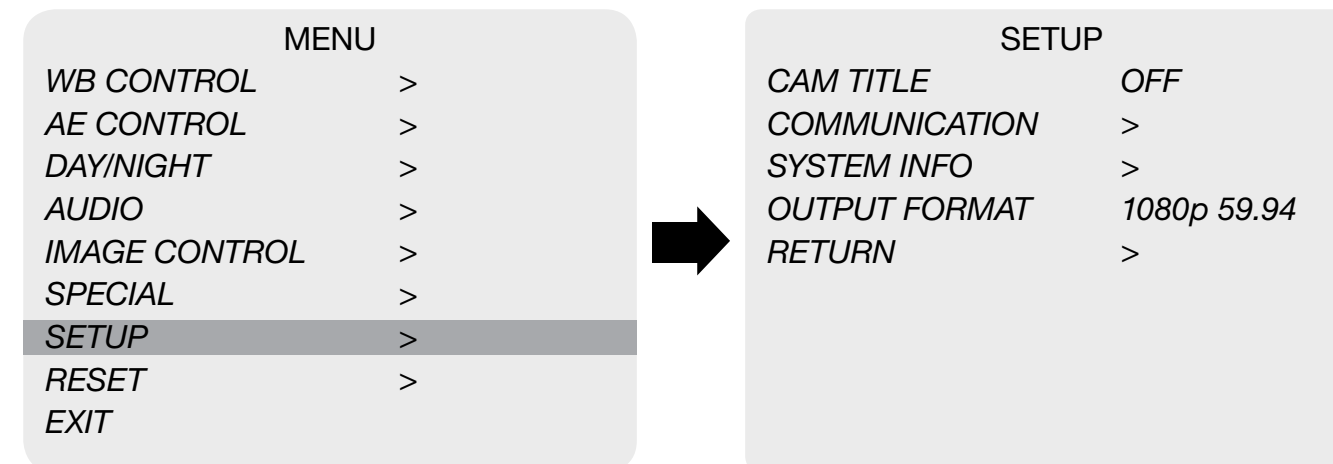 MENU
WB CONTROL >
AE CONTROL >
DAY/NIGHT >
AUDIO >
IMAGE CONTROL >
SPECIAL >
SETUP >
RESET >
EXIT
SETUP
CAM TITLE OFF
COMMUNICATION >
SYSTEM INFO >
OUTPUT FORMAT 1080p 59.94
RETURN >